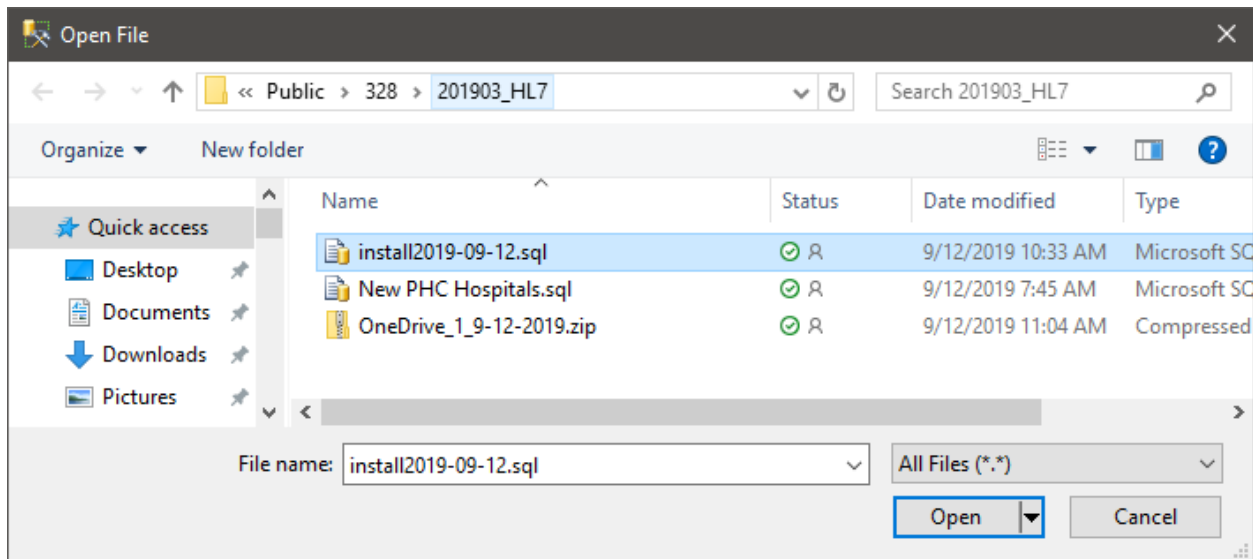 Open File
« Public > 328 > 201903_HL7
Search 201903_HL7
Organize
New folder
Name Status Date modified Type
Quick access
install2019-09-12.sql 9/12/2019 10:33 AM Microsoft SQ
Desktop
New PHC Hospitals.sql 9/12/2019 7:45 AM Microsoft SQ
Documents
OneDrive_1_9-12-2019.zip 9/12/2019 11:04 AM Compressed
Downloads
Pictures
File name: install2019-09-12.sql All Files (*.*)
Open Cancel